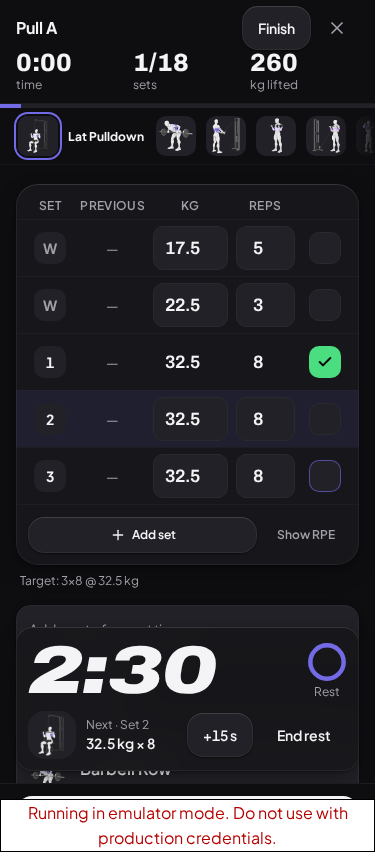 Pull A
Finish
0:00
time
1/18
sets
260
kg lifted
Lat Pulldown
SET PREVIOUS KG REPS
W — 17.5 5
W — 22.5 3
1 — 32.5 8
2 — 32.5 8
3 — 32.5 8
+ Add set
Show RPE
Target: 3×8 @ 32.5 kg
2:30
Rest
Next · Set 2
32.5 kg × 8
+15 s
End rest
Barbell Row
Running in emulator mode. Do not use with
production credentials.